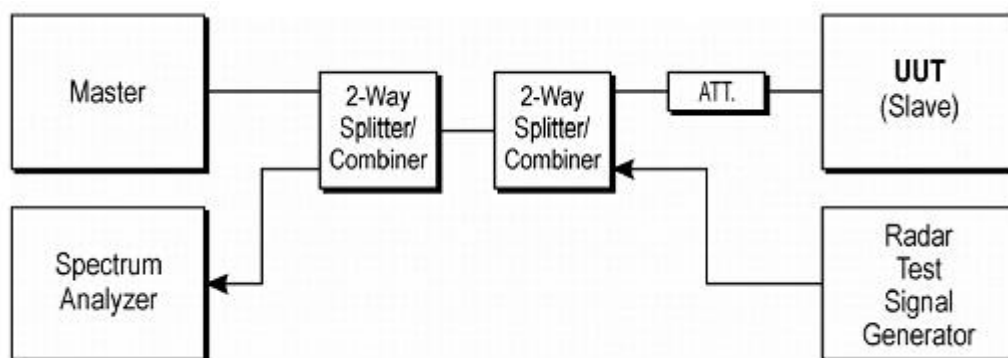 Master
2-Way
Splitter/
Combiner
2-Way
Splitter/
Combiner
ATT.
UUT
(Slave)
Spectrum
Analyzer
Radar
Test
Signal
Generator